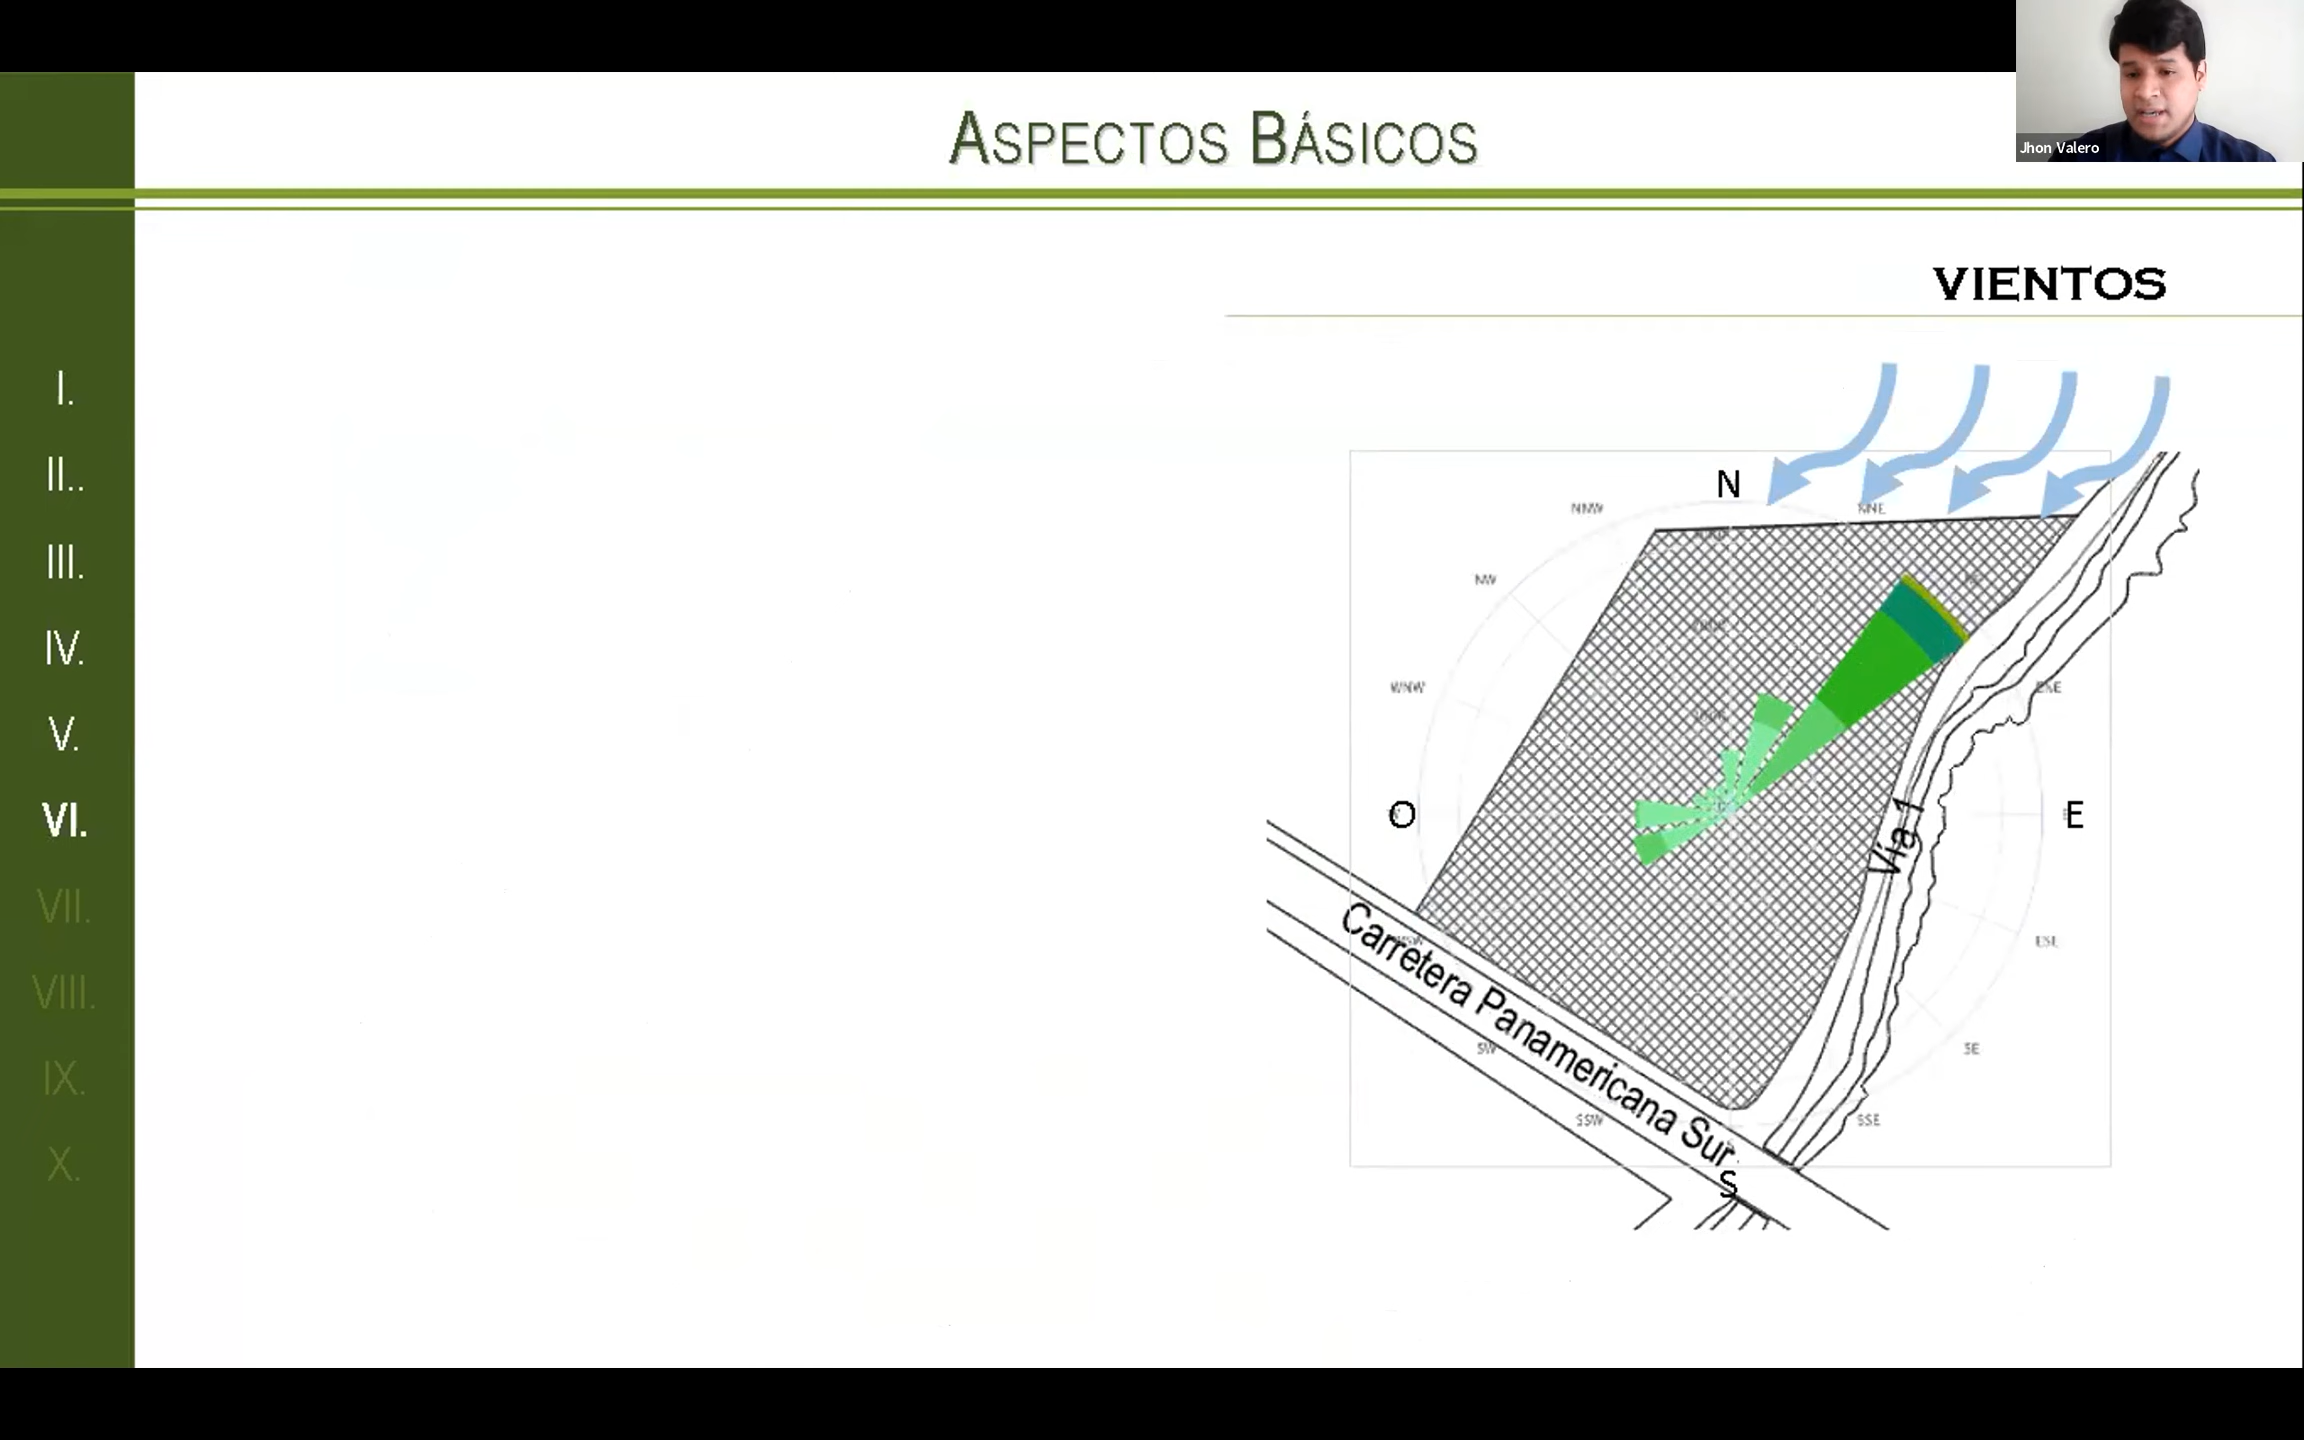 Jhon Valero
ASPECTOS BÁSICOS
VIENTOS
I.
II..
III.
IV.
V.
VI.
VII.
VIII.
IX.
X.
N
NNW
NNE
NW
WNW
ENE
O
E
Vía 1
Carretera Panamericana Sur
ESE
SW
SE
SSW
SSE
S